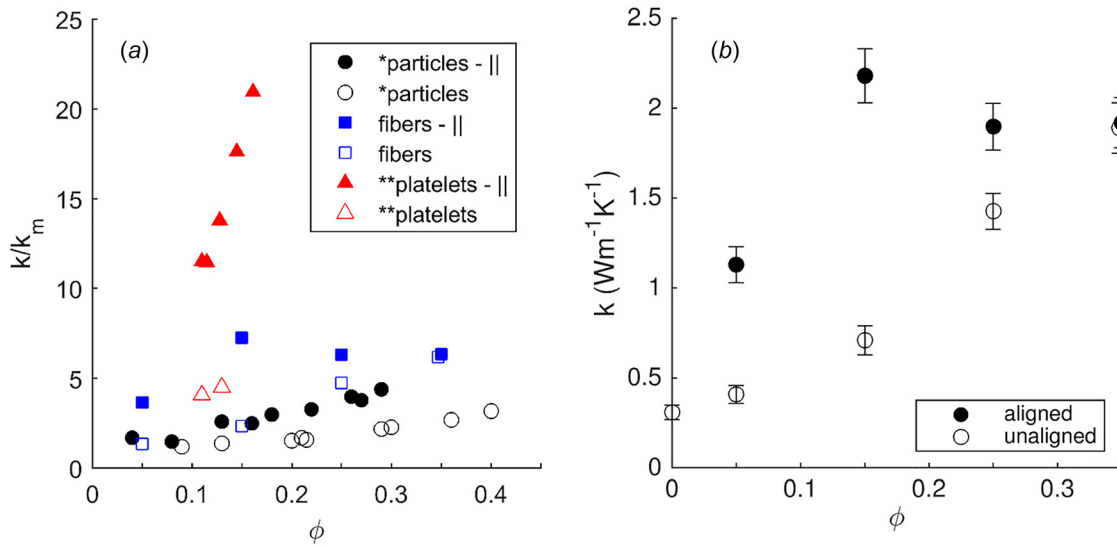 (a)
25
20
15
10
5
0
k/k_m
0 0.1 0.2 0.3 0.4
ϕ
*particles - ||
*particles
fibers - ||
fibers
**platelets - ||
**platelets
(b)
2.5
2
1.5
1
0.5
0
k (Wm⁻¹K⁻¹)
0 0.1 0.2 0.3
ϕ
aligned
unaligned